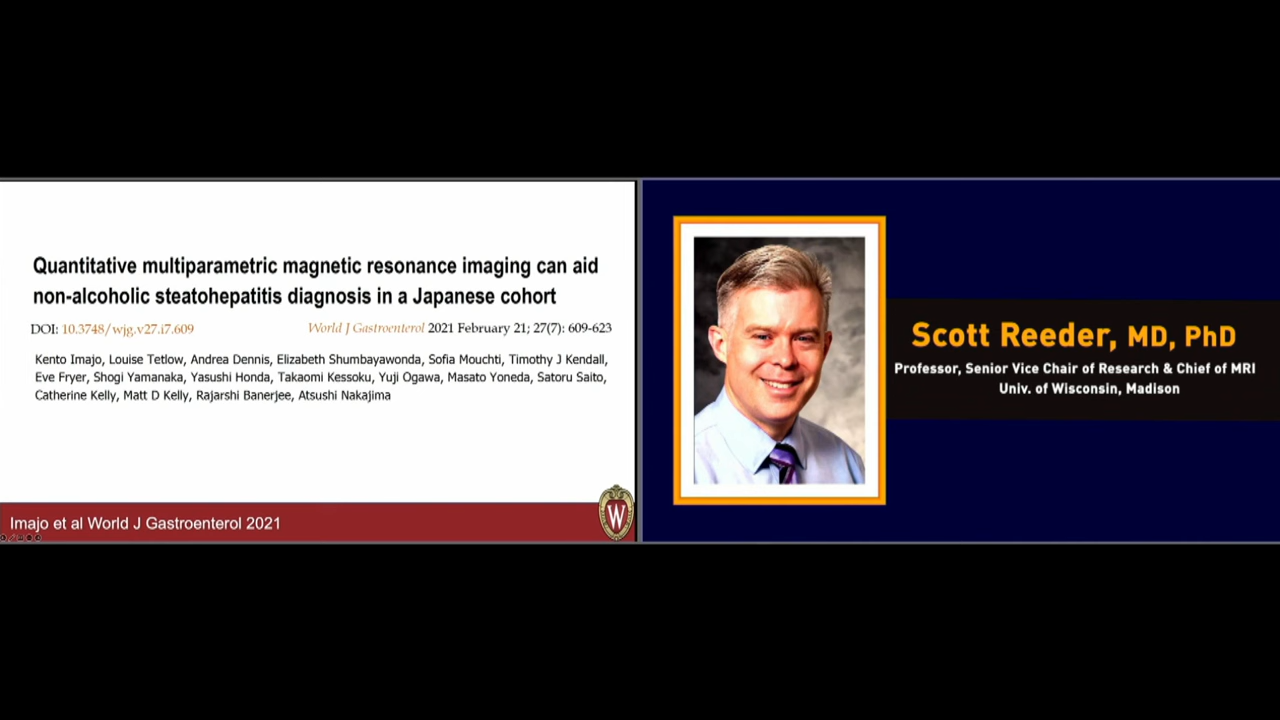 Quantitative multiparametric magnetic resonance imaging can aid
non-alcoholic steatohepatitis diagnosis in a Japanese cohort
DOI: 10.3748/wjg.v27.i7.609
World J Gastroenterol 2021 February 21; 27(7): 609-623
Kento Imajo, Louise Tetlow, Andrea Dennis, Elizabeth Shumbayawonda, Sofia Mouchti, Timothy J Kendall,
Eve Fryer, Shogi Yamanaka, Yasushi Honda, Takaomi Kessoku, Yuji Ogawa, Masato Yoneda, Satoru Saito,
Catherine Kelly, Matt D Kelly, Rajarshi Banerjee, Atsushi Nakajima
Imajo et al World J Gastroenterol 2021
W
Scott Reeder, MD, PhD
Professor, Senior Vice Chair of Research & Chief of MRI
Univ. of Wisconsin, Madison